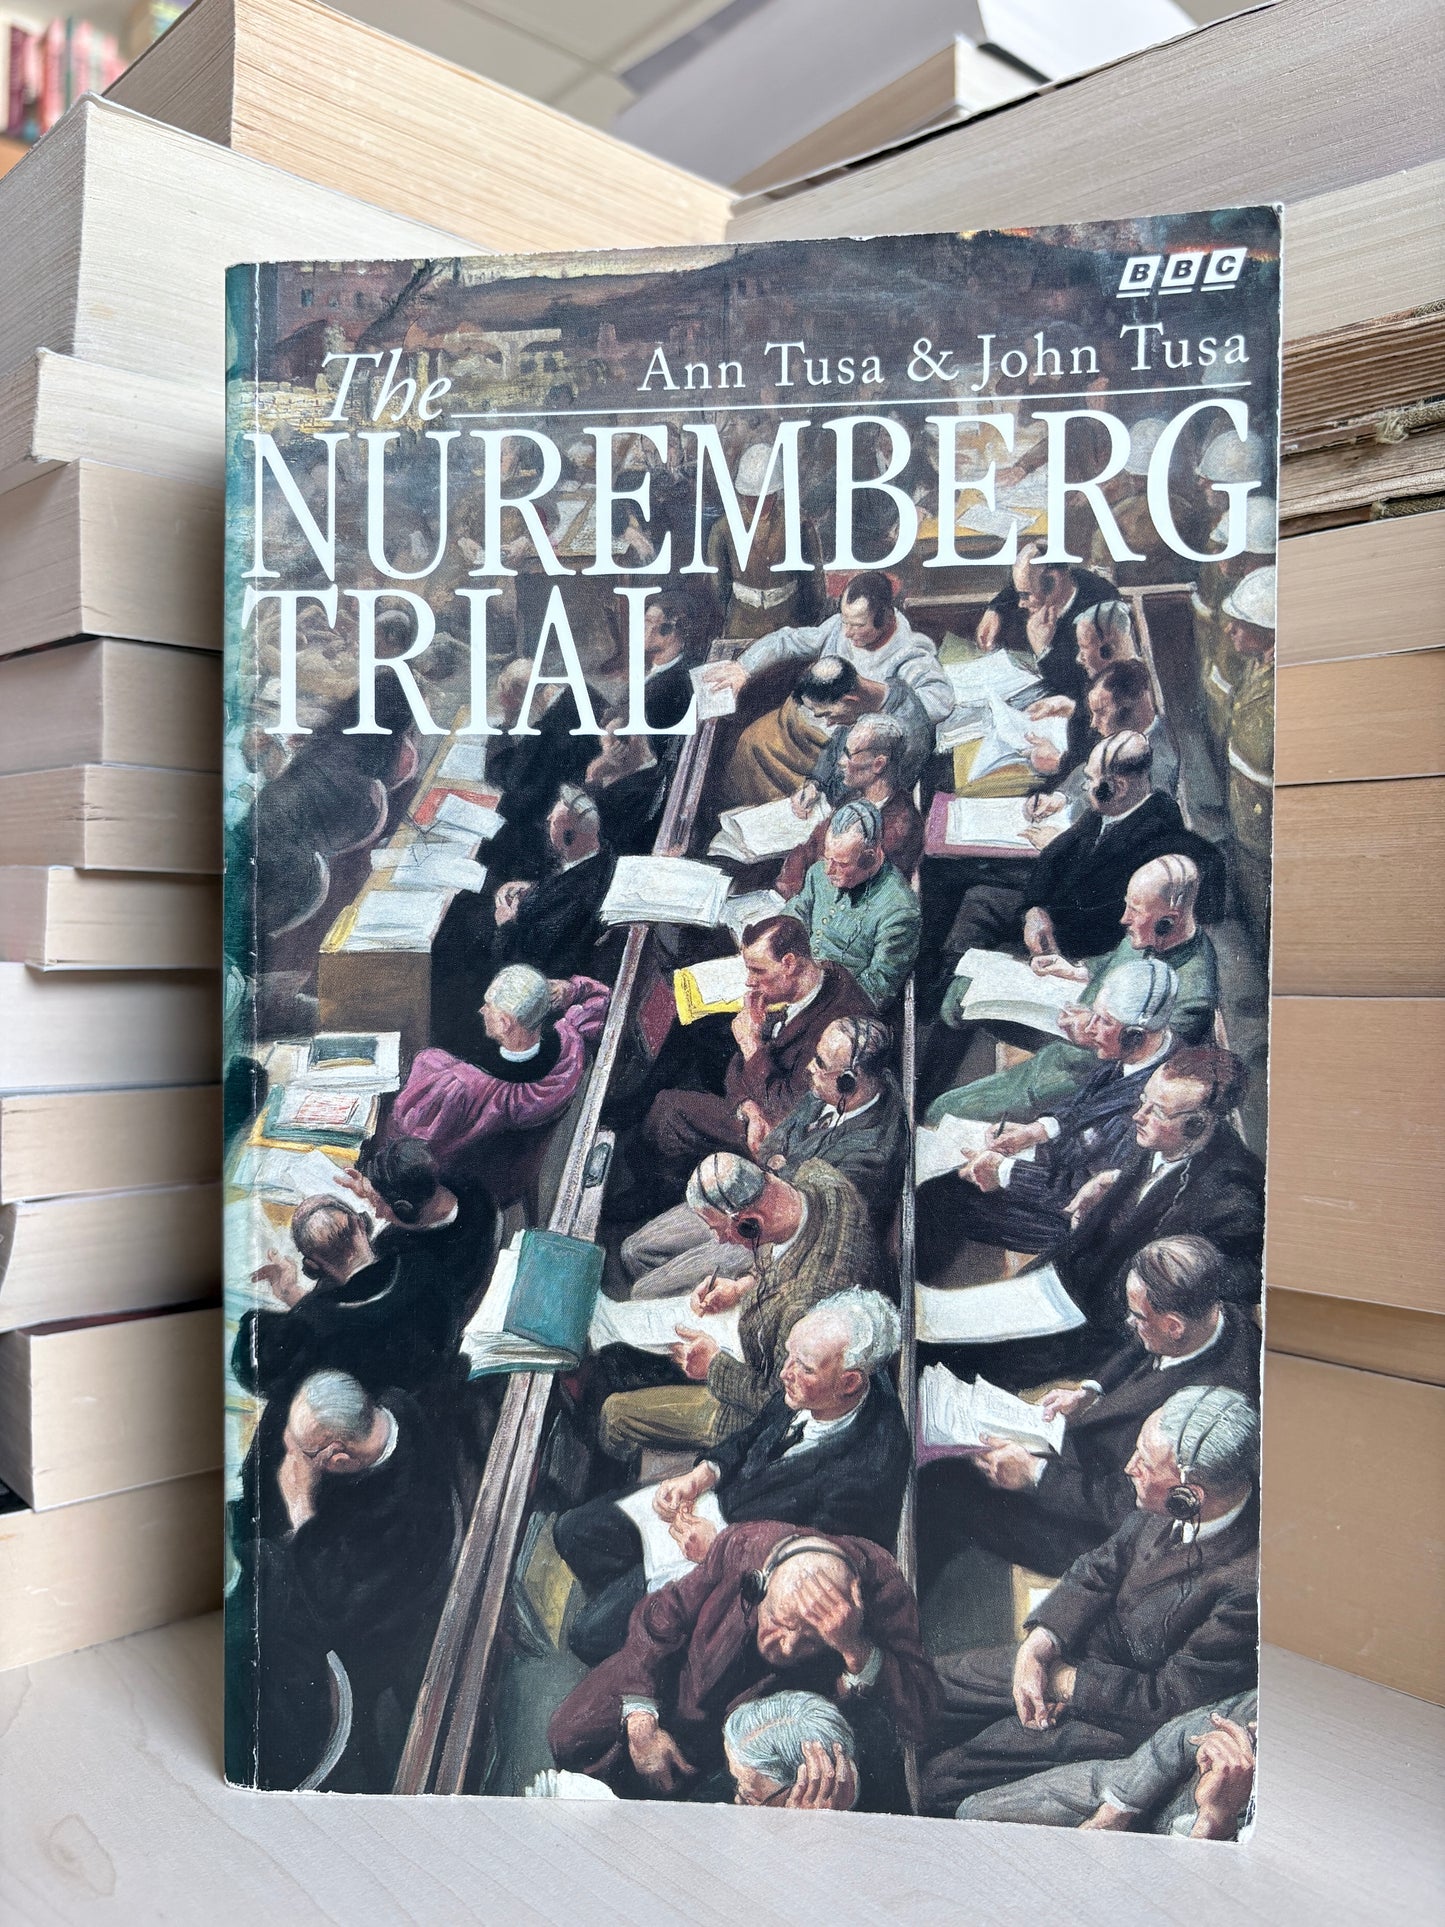 BBC
Ann Tusa & John Tusa
The
NUREMBERG
TRIAL